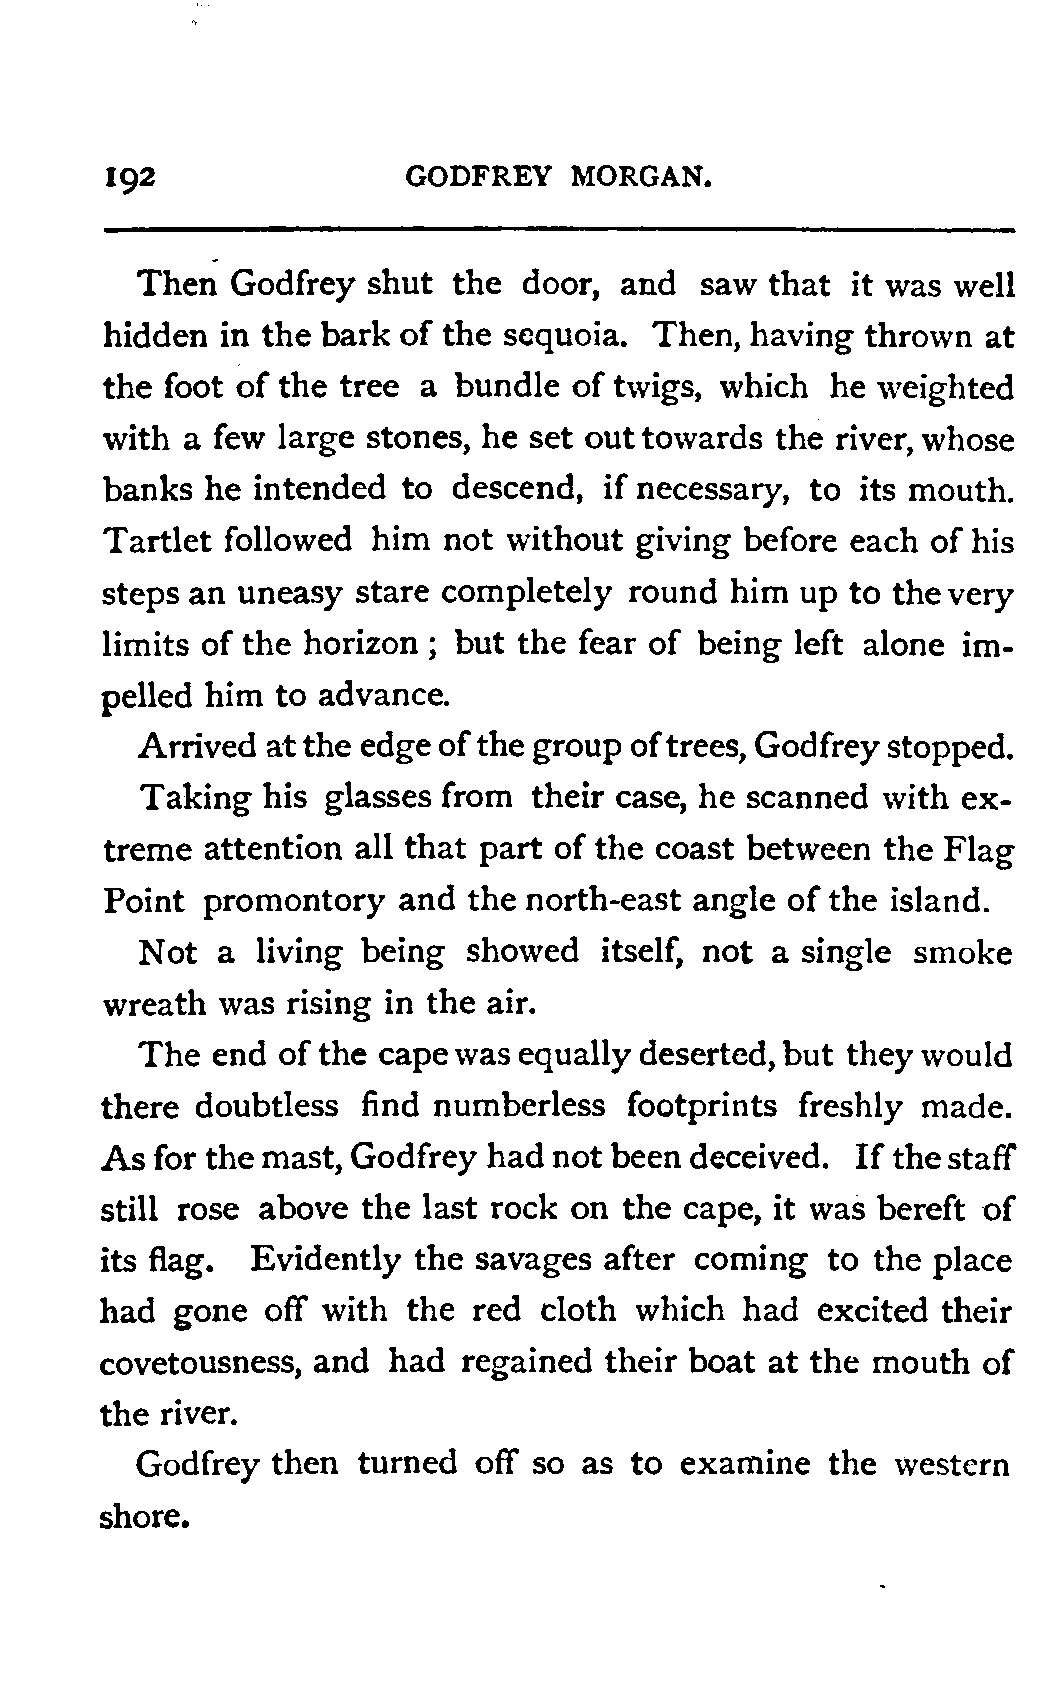 192 GODFREY MORGAN.
Then Godfrey shut the door, and saw that it was well
hidden in the bark of the sequoia. Then, having thrown at
the foot of the tree a bundle of twigs, which he weighted
with a few large stones, he set out towards the river, whose
banks he intended to descend, if necessary, to its mouth.
Tartlet followed him not without giving before each of his
steps an uneasy stare completely round him up to the very
limits of the horizon ; but the fear of being left alone im-
pelled him to advance.
Arrived at the edge of the group of trees, Godfrey stopped.
Taking his glasses from their case, he scanned with ex-
treme attention all that part of the coast between the Flag
Point promontory and the north-east angle of the island.
Not a living being showed itself, not a single smoke
wreath was rising in the air.
The end of the cape was equally deserted, but they would
there doubtless find numberless footprints freshly made.
As for the mast, Godfrey had not been deceived. If the staff
still rose above the last rock on the cape, it was bereft of
its flag. Evidently the savages after coming to the place
had gone off with the red cloth which had excited their
covetousness, and had regained their boat at the mouth of
the river.
Godfrey then turned off so as to examine the western
shore.